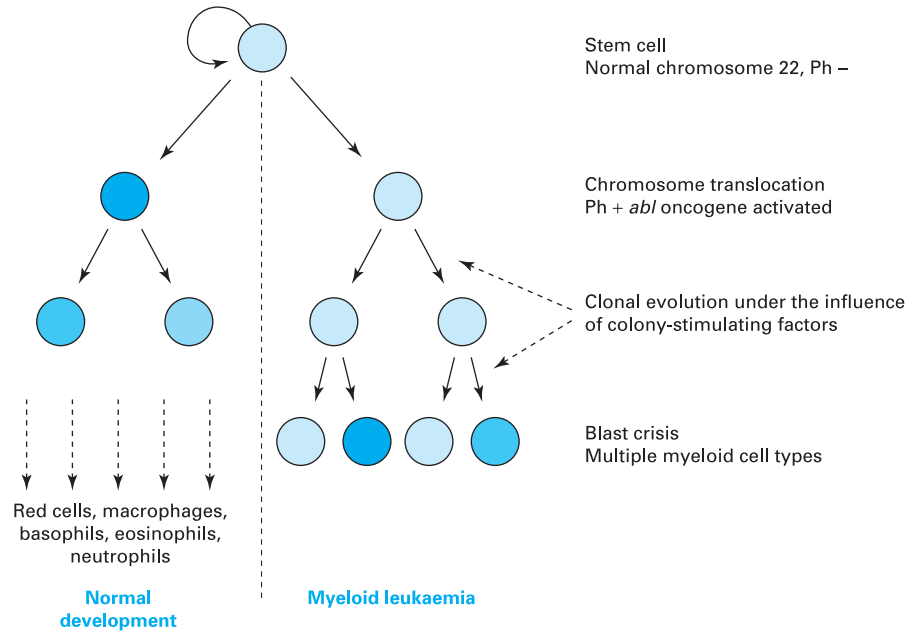 Stem cell
Normal chromosome 22, Ph –
Chromosome translocation
Ph + abl oncogene activated
Clonal evolution under the influence
of colony-stimulating factors
Blast crisis
Multiple myeloid cell types
Red cells, macrophages,
basophils, eosinophils,
neutrophils
Normal
development
Myeloid leukaemia